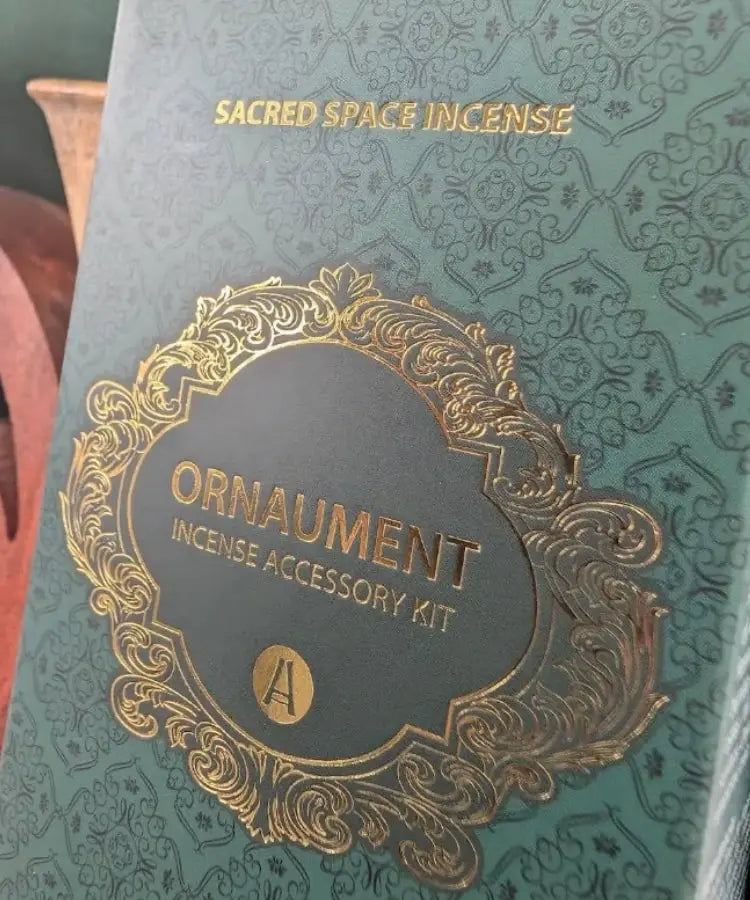 SACRED SPACE INCENSE
ORNAUMENT
INCENSE ACCESSORY KIT
A